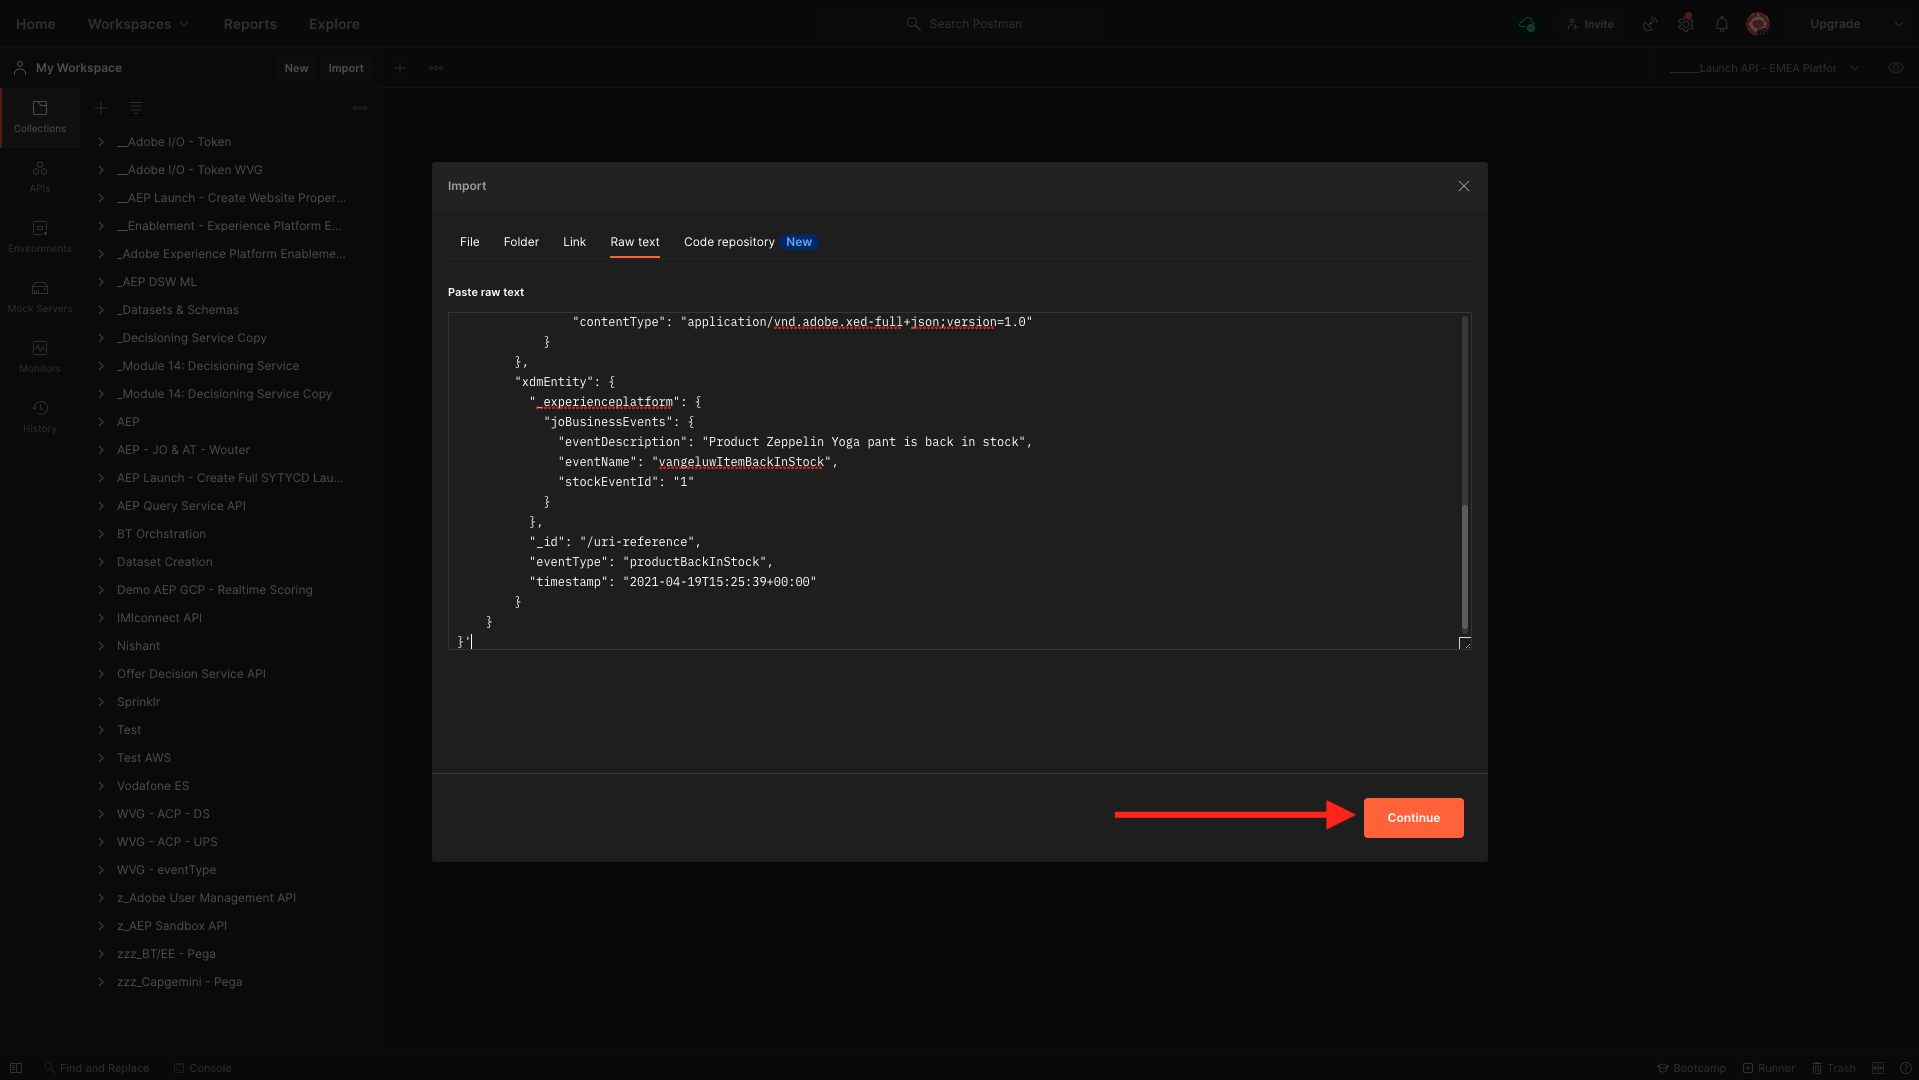 Home
Workspaces
Reports
Explore
Search Postman
Invite
Upgrade
My Workspace
New
Import
_____Launch API - EMEA Platfor
Collections
APIs
Environments
Mock Servers
Monitors
History
__Adobe I/O - Token
__Adobe I/O - Token WVG
__AEP Launch - Create Website Proper...
__Enablement - Experience Platform E...
_Adobe Experience Platform Enableme...
_AEP DSW ML
_Datasets & Schemas
_Decisioning Service Copy
_Module 14: Decisioning Service
_Module 14: Decisioning Service Copy
AEP
AEP - JO & AT - Wouter
AEP Launch - Create Full SYTYCD Lau...
AEP Query Service API
BT Orchstration
Dataset Creation
Demo AEP GCP - Realtime Scoring
IMIconnect API
Nishant
Offer Decision Service API
Sprinklr
Test
Test AWS
Vodafone ES
WVG - ACP - DS
WVG - ACP - UPS
WVG - eventType
z_Adobe User Management API
z_AEP Sandbox API
zzz_BT/EE - Pega
zzz_Capgemini - Pega
Import
File
Folder
Link
Raw text
Code repository
New
Paste raw text
"contentType": "application/vnd.adobe.xed-full+json;version=1.0"
}
},
"xdmEntity": {
"_experienceplatform": {
"joBusinessEvents": {
"eventDescription": "Product Zeppelin Yoga pant is back in stock",
"eventName": "vangeluwItemBackInStock",
"stockEventId": "1"
}
},
"_id": "/uri-reference",
"eventType": "productBackInStock",
"timestamp": "2021-04-19T15:25:39+00:00"
}
}
}'
Continue
Find and Replace
Console
Bootcamp
Runner
Trash